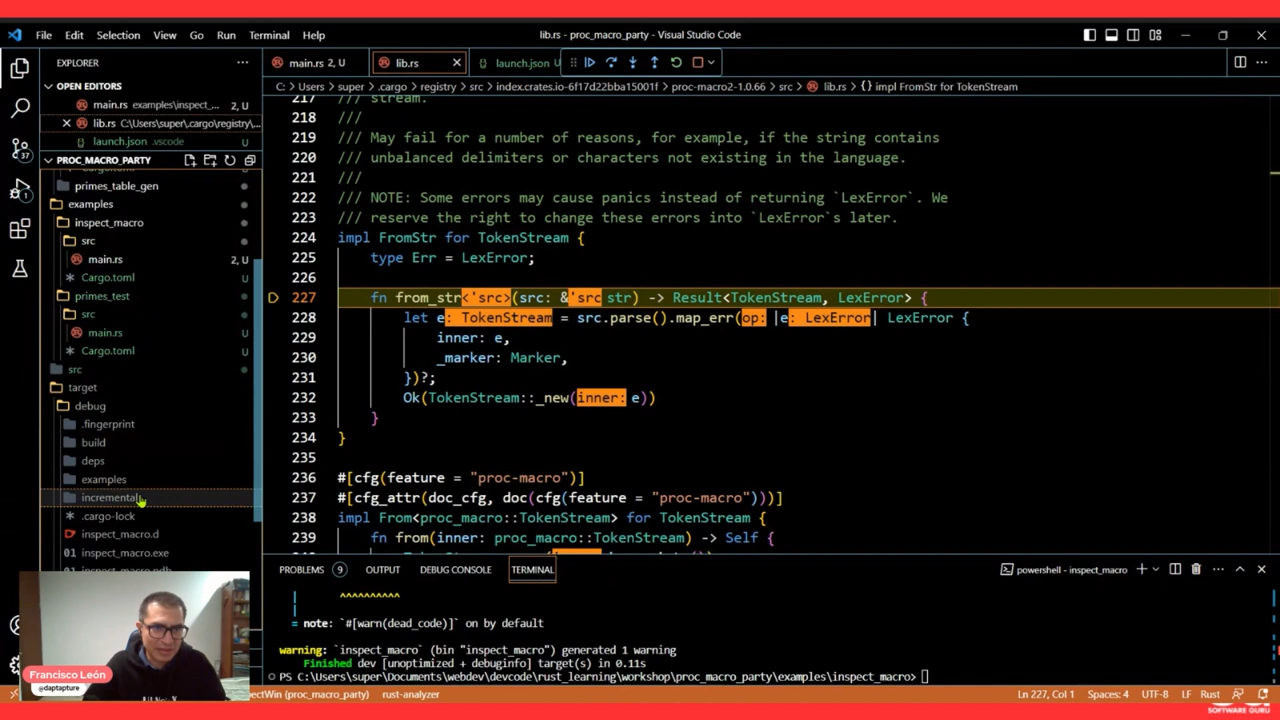 File Edit Selection View Go Run Terminal Help
lib.rs - proc_macro_party - Visual Studio Code
EXPLORER
OPEN EDITORS
main.rs examples\inspect_... 2, U
lib.rs C:\Users\super\.cargo\registry\...
launch.json .vscode U
PROC_MACRO_PARTY
primes_table_gen
examples
inspect_macro
src
main.rs 2, U
Cargo.toml U
primes_test
src
main.rs U
Cargo.toml U
src
target
debug
.fingerprint
build
deps
examples
incremental
.cargo-lock
inspect_macro.d
inspect_macro.exe
37
1
main.rs 2, U
lib.rs
launch.json U
C: > Users > super > .cargo > registry > src > index.crates.io-6f17d22bba15001f > proc-macro2-1.0.66 > src > lib.rs > {} impl FromStr for TokenStream
217 /// stream.
218 ///
219 /// May fail for a number of reasons, for example, if the string contains
220 /// unbalanced delimiters or characters not existing in the language.
221 ///
222 /// NOTE: Some errors may cause panics instead of returning `LexError`. We
223 /// reserve the right to change these errors into `LexError`s later.
224 impl FromStr for TokenStream {
225 type Err = LexError;
226
227 fn from_str<'src>(src: &'src str) -> Result<TokenStream, LexError> {
228 let e: TokenStream = src.parse().map_err(op: |e: LexError| LexError {
229 inner: e,
230 _marker: Marker,
231 })?;
232 Ok(TokenStream::_new(inner: e))
233 }
234 }
235
236 #[cfg(feature = "proc-macro")]
237 #[cfg_attr(doc_cfg, doc(cfg(feature = "proc-macro")))]
238 impl From<proc_macro::TokenStream> for TokenStream {
239 fn from(inner: proc_macro::TokenStream) -> Self {
PROBLEMS 9 OUTPUT DEBUG CONSOLE TERMINAL
powershell - inspect_macro
| ^^^^^^^^^^
|
= note: `#[warn(dead_code)]` on by default
warning: `inspect_macro` (bin "inspect_macro") generated 1 warning
Finished dev [unoptimized + debuginfo] target(s) in 0.11s
PS C:\Users\super\Documents\webdev\devcode\rust_learning\workshop\proc_macro_party\examples\inspect_macro>
Francisco León
@daptapture
(proc_macro_party) rust-analyzer
Ln 227, Col 1 Spaces: 4 UTF-8 LF Rust
SOFTWARE GURU